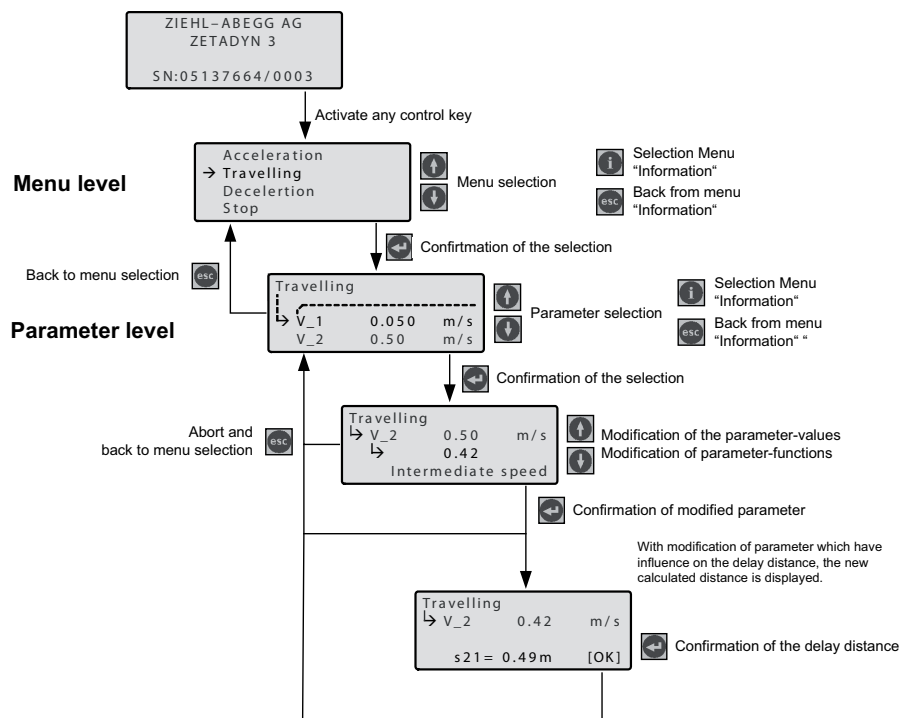 ZIEHL–ABEGG AG
ZETADYN 3
SN:05137664/0003
Activate any control key
Menu level
Acceleration
→ Travelling
Decelertion
Stop
Menu selection
i
Selection Menu
“Information“
esc
Back from menu
“Information“
Confirtmation of the selection
Back to menu selection
esc
Parameter level
Travelling
V_1 0.050 m/s
V_2 0.50 m/s
Parameter selection
i
Selection Menu
“Information“
esc
Back from menu
“Information“ “
Confirmation of the selection
Abort and
back to menu selection
esc
Travelling
V_2 0.50 m/s
0.42
Intermediate speed
Modification of the parameter-values
Modification of parameter-functions
Confirmation of modified parameter
With modification of parameter which have
influence on the delay distance, the new
calculated distance is displayed.
Travelling
V_2 0.42 m/s
s21= 0.49m [OK]
Confirmation of the delay distance